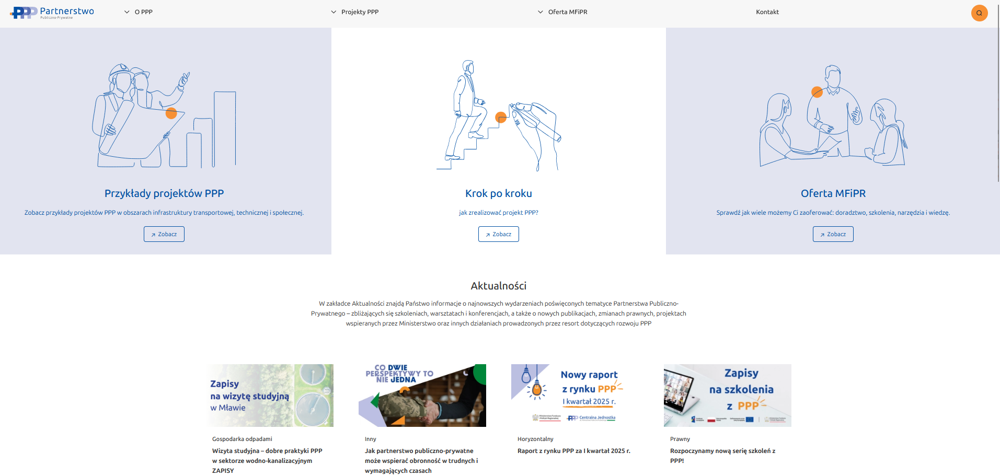 PPP Partnerstwo
Publiczno-Prywatne
O PPP
Projekty PPP
Oferta MFiPR
Kontakt
Przykłady projektów PPP
Zobacz przykłady projektów PPP w obszarach infrastruktury transportowej, technicznej i społecznej.
Zobacz
Krok po kroku
jak zrealizować projekt PPP?
Zobacz
Oferta MFiPR
Sprawdź jak wiele możemy Ci zaoferować: doradztwo, szkolenia, narzędzia i wiedzę.
Zobacz
Aktualności
W zakładce Aktualności znajdą Państwo informacje o najnowszych wydarzeniach poświęconych tematyce Partnerstwa Publiczno-
Prywatnego – zbliżających się szkoleniach, warsztatach i konferencjach, a także o nowych publikacjach, zmianach prawnych, projektach
wspieranych przez Ministerstwo oraz innych działaniach prowadzonych przez resort dotyczących rozwoju PPP
Zapisy
na wizytę studyjną
w Mławie
Gospodarka odpadami
Wizyta studyjna – dobre praktyki PPP
w sektorze wodno-kanalizacyjnym
ZAPISY
CO DWIE
PERSPEKTYWY TO
NIE JEDNA
Inny
Jak partnerstwo publiczno-prywatne
może wspierać obronność w trudnych i
wymagających czasach
Nowy raport
z rynku PPP
I kwartał 2025 r.
Ministerstwo Funduszy
i Polityki Regionalnej
PPP Centralna Jednostka
Horyzontalny
Raport z rynku PPP za I kwartał 2025 r.
Zapisy
na szkolenia
z PPP
Prawny
Rozpoczynamy nową serię szkoleń z
PPP!